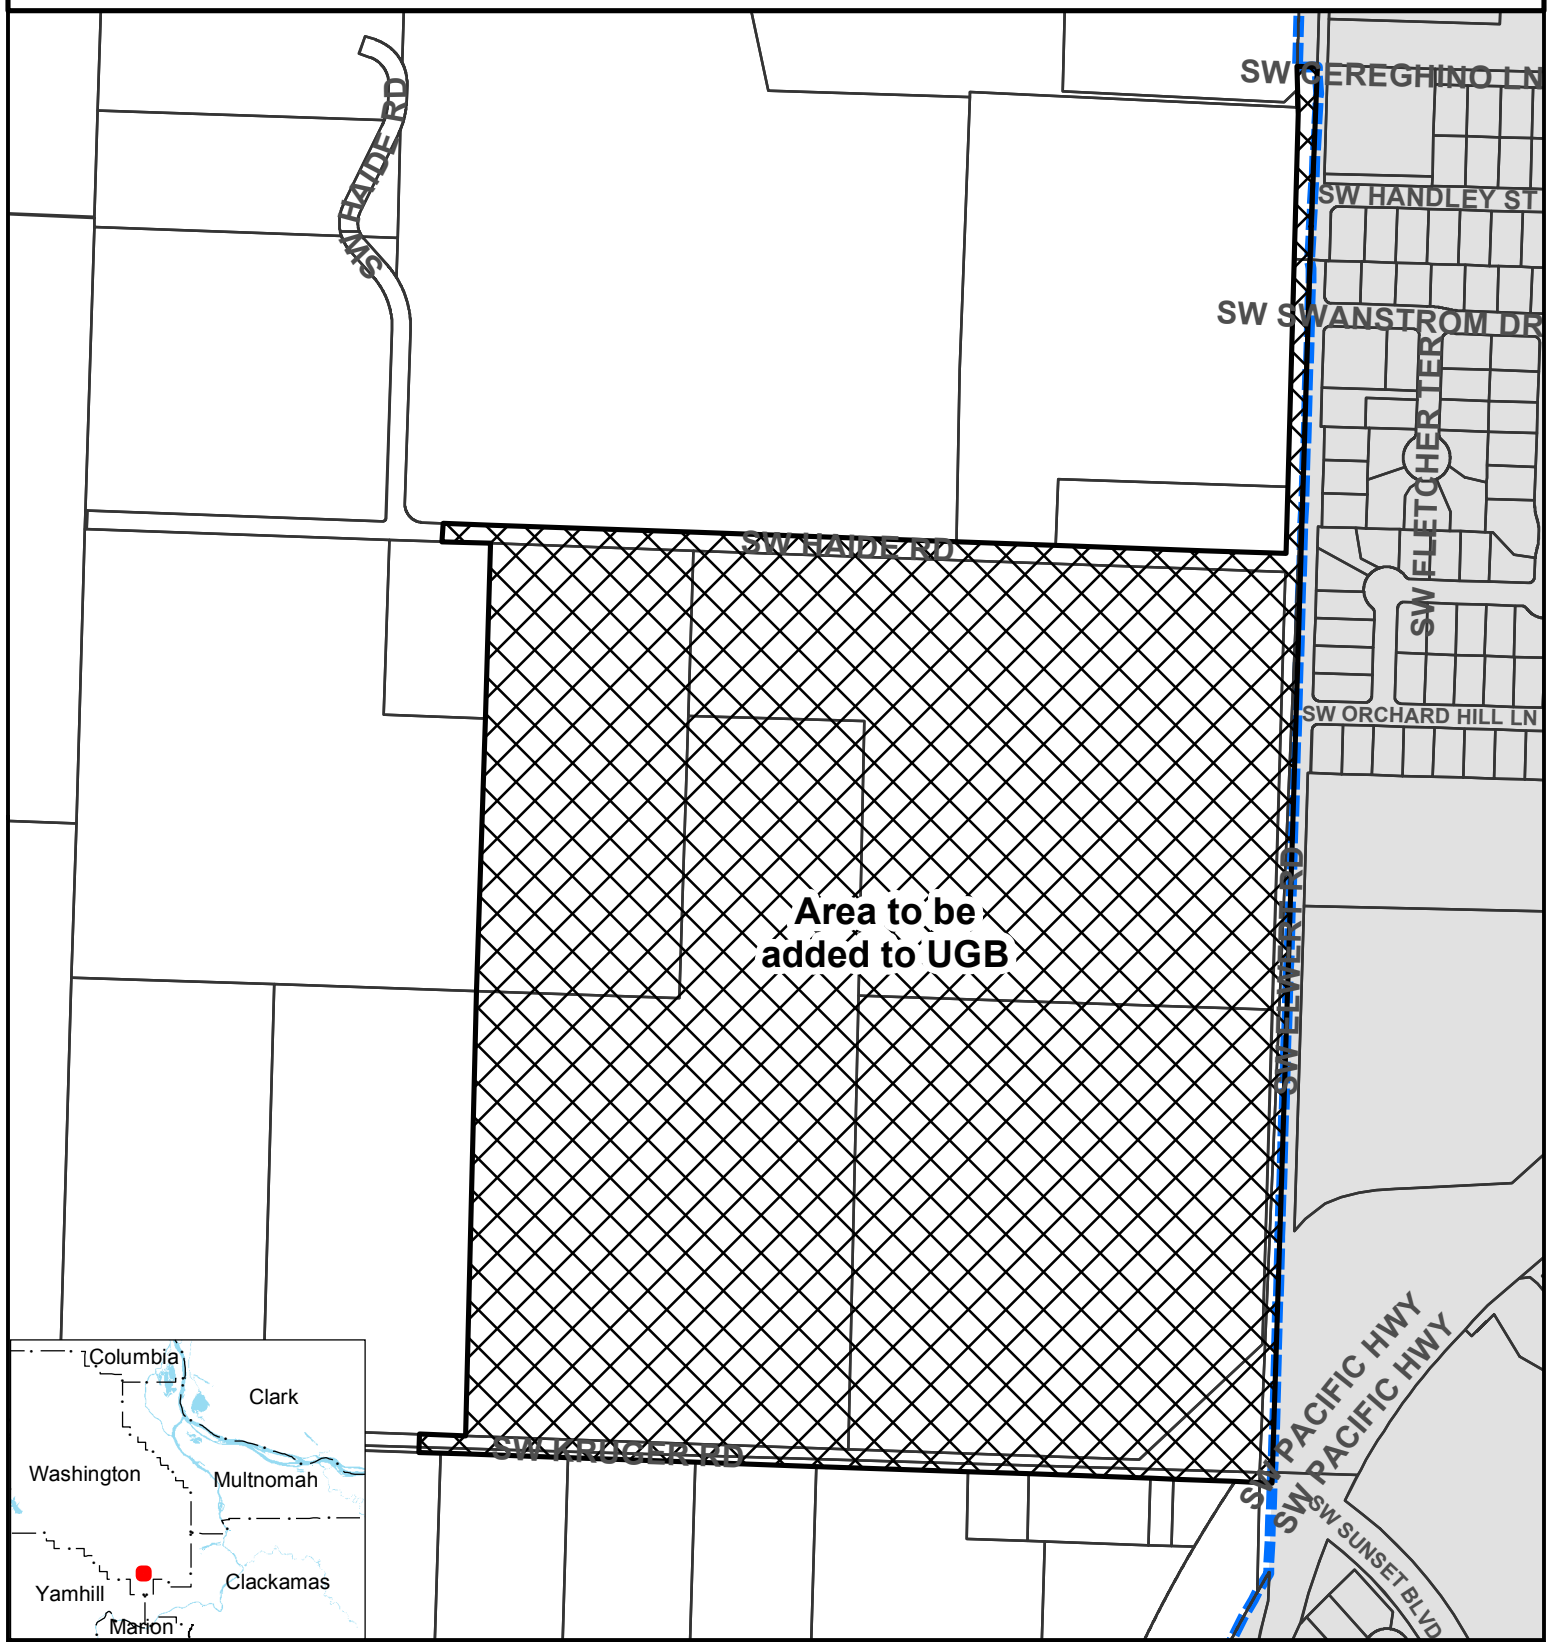 SW CEREGHINO LN
SW HAIDE RD
SW HANDLEY ST
SW SWANSTROM DR
SW FLETCHER TER
SW HAIDE RD
SW ORCHARD HILL LN
SW ELWERT RD
Area to be
added to UGB
SW PACIFIC HWY
SW PACIFIC HWY
SW KRUGER RD
SW SUNSET BLVD
Columbia
Clark
Washington
Multnomah
Yamhill
Clackamas
Marion